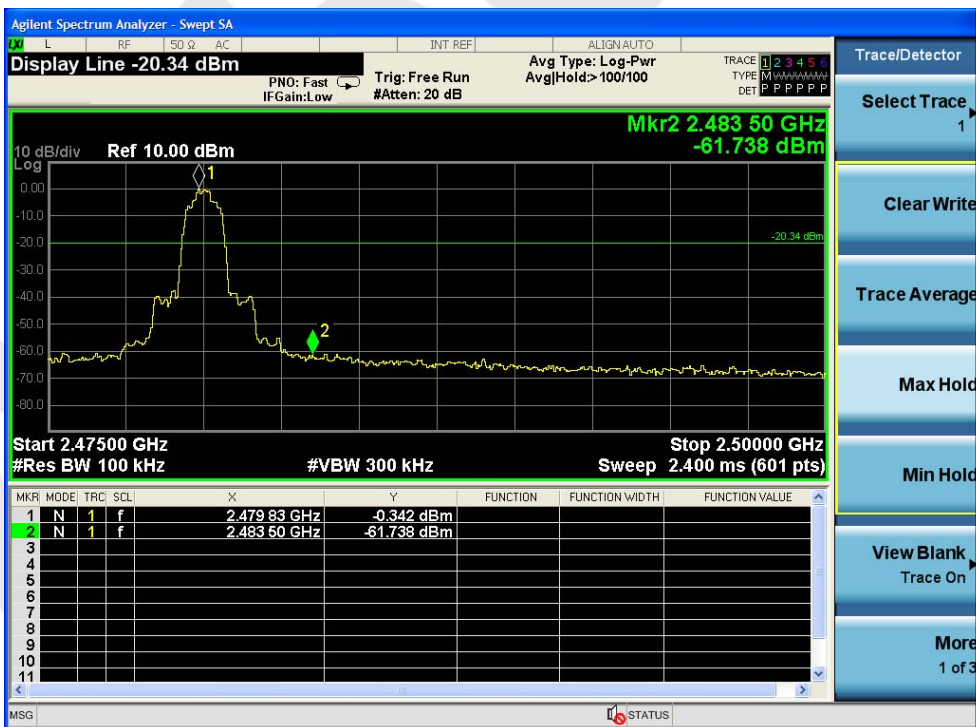 Agilent Spectrum Analyzer - Swept SA
LXI L RF 50 Ω AC INT REF ALIGN AUTO
Display Line -20.34 dBm
PNO: Fast
IFGain:Low
Trig: Free Run
#Atten: 20 dB
Avg Type: Log-Pwr
Avg|Hold:> 100/100
TRACE 1 2 3 4 5 6
TYPE M
DET P P P P P P
Mkr2 2.483 50 GHz
-61.738 dBm
10 dB/div Ref 10.00 dBm
Log
0.00
-10.0
-20.0
-30.0
-40.0
-50.0
-60.0
-70.0
-80.0
1
-20.34 dBm
2
Start 2.47500 GHz Stop 2.50000 GHz
#Res BW 100 kHz #VBW 300 kHz Sweep 2.400 ms (601 pts)
MKR MODE TRC SCL X Y FUNCTION FUNCTION WIDTH FUNCTION VALUE
1 N 1 f 2.479 83 GHz -0.342 dBm
2 N 1 f 2.483 50 GHz -61.738 dBm
3
4
5
6
7
8
9
10
11
MSG STATUS
Trace/Detector
Select Trace
1
Clear Write
Trace Average
Max Hold
Min Hold
View Blank
Trace On
More
1 of 3